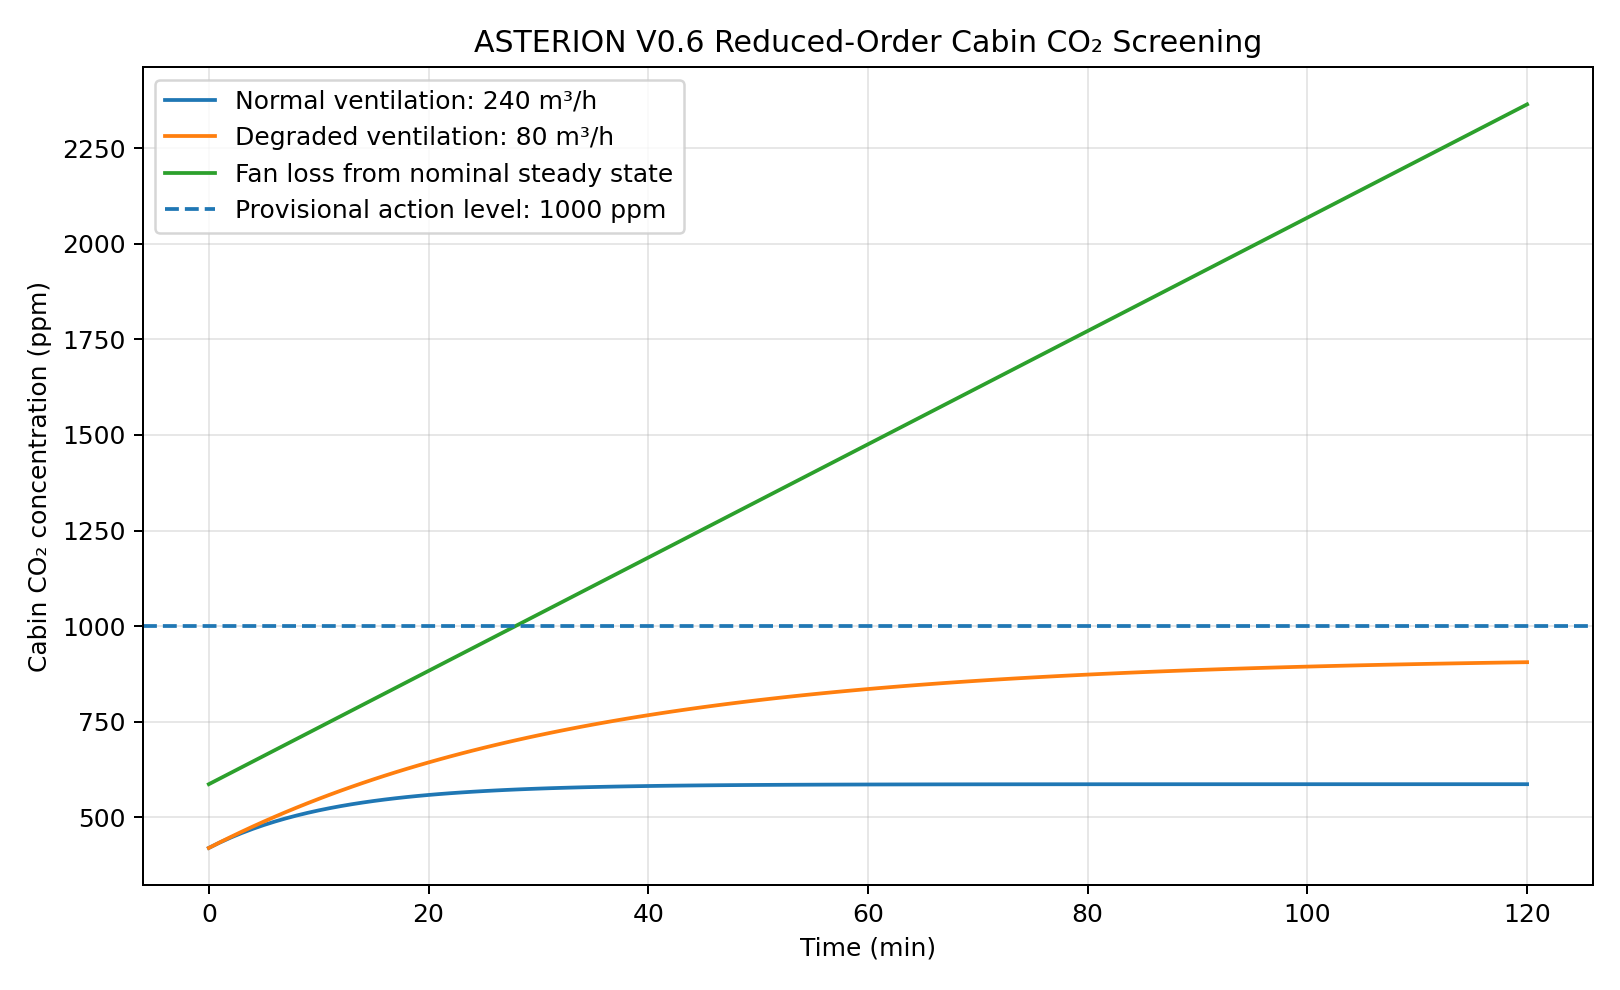 ASTERION V0.6 Reduced-Order Cabin CO₂ Screening
Normal ventilation: 240 m³/h
Degraded ventilation: 80 m³/h
Fan loss from nominal steady state
Provisional action level: 1000 ppm
Cabin CO₂ concentration (ppm)
2250
2000
1750
1500
1250
1000
750
500
0 20 40 60 80 100 120
Time (min)